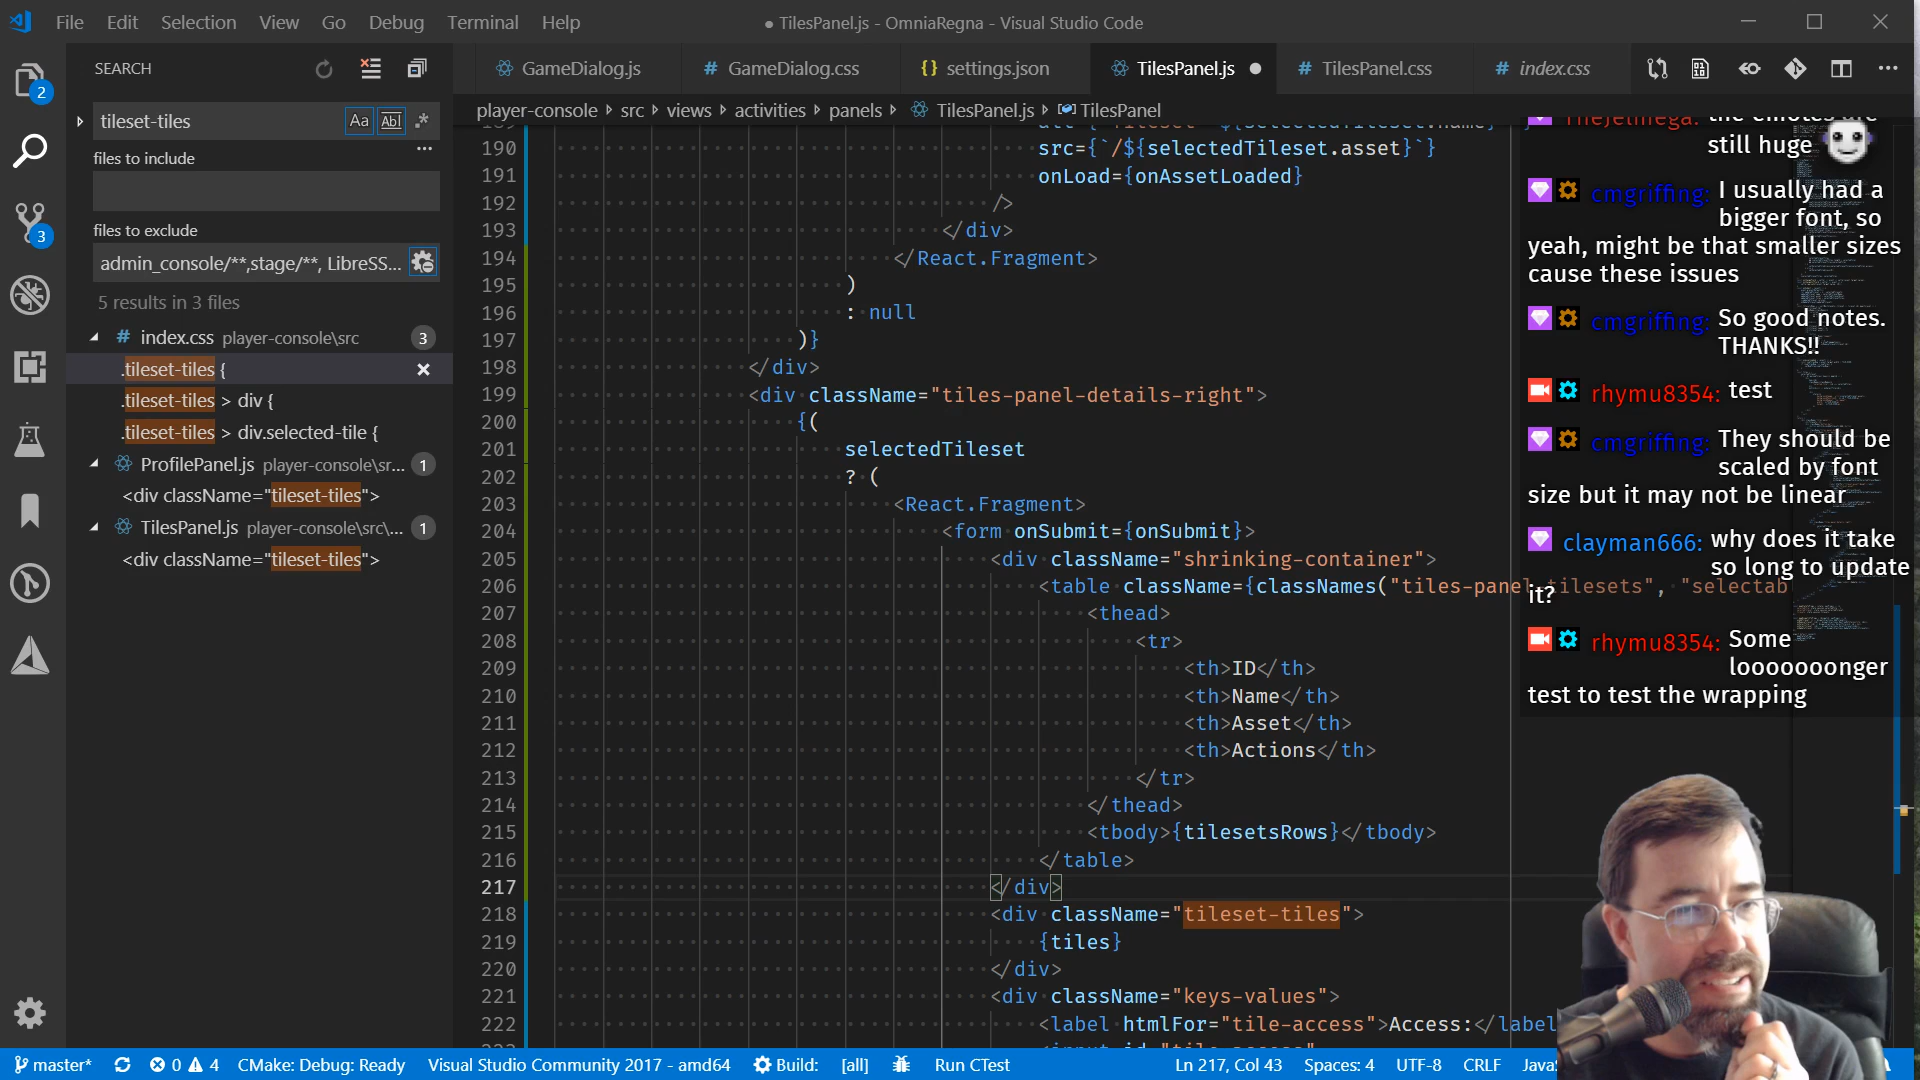 File Edit Selection View Go Debug Terminal Help
● TilesPanel.js - OmniaRegna - Visual Studio Code
SEARCH
GameDialog.js
# GameDialog.css
{} settings.json
TilesPanel.js ●
# TilesPanel.css
# index.css
player-console > src > views > activities > panels > TilesPanel.js > TilesPanel
2
3
tileset-tiles
Aa Abl .*
files to include
...
files to exclude
admin_console/**,stage/**, LibreSS...
5 results in 3 files
# index.css player-console\src 3
.tileset-tiles {
.tileset-tiles > div {
.tileset-tiles > div.selected-tile {
ProfilePanel.js player-console\sr... 1
<div className="tileset-tiles">
TilesPanel.js player-console\src\... 1
<div className="tileset-tiles">
190 src={`/${selectedTileset.asset}`}
191 onLoad={onAssetLoaded}
192 />
193 </div>
194 </React.Fragment>
195 )
196 : null
197 )}
198 </div>
199 <div className="tiles-panel-details-right">
200 {(
201 selectedTileset
202 ? (
203 <React.Fragment>
204 <form onSubmit={onSubmit}>
205 <div className="shrinking-container">
206 <table className={classNames("tiles-panel-tilesets", "selectab
207 <thead>
208 <tr>
209 <th>ID</th>
210 <th>Name</th>
211 <th>Asset</th>
212 <th>Actions</th>
213 </tr>
214 </thead>
215 <tbody>{tilesetsRows}</tbody>
216 </table>
217 </div>
218 <div className="tileset-tiles">
219 {tiles}
220 </div>
221 <div className="keys-values">
222 <label htmlFor="tile-access">Access:</label
TheJelmega: the emotes are
still huge
cmgriffing: I usually had a
bigger font, so
yeah, might be that smaller sizes
cause these issues
cmgriffing: So good notes.
THANKS!!
rhymu8354: test
cmgriffing: They should be
scaled by font
size but it may not be linear
clayman666: why does it take
so long to update
it?
rhymu8354: Some
looooooonger
test to test the wrapping
master* 0 4 CMake: Debug: Ready Visual Studio Community 2017 - amd64 Build: [all] Run CTest Ln 217, Col 43 Spaces: 4 UTF-8 CRLF